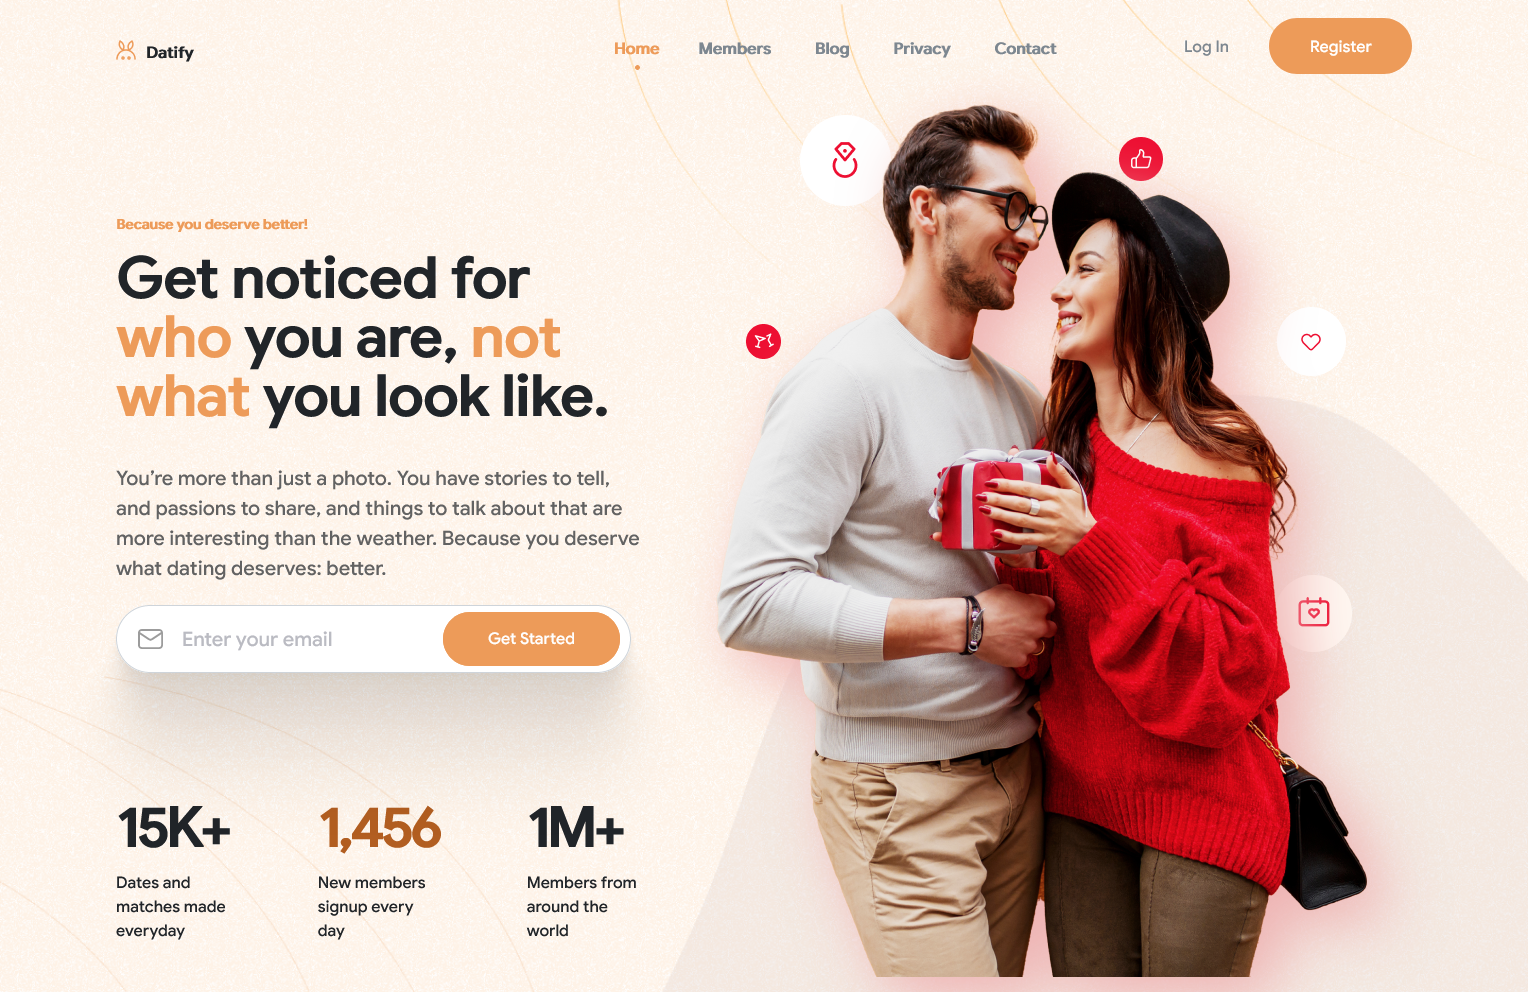 Datify
Home
Members
Blog
Privacy
Contact
Log In
Register
Because you deserve better!
Get noticed for
who you are, not
what you look like.
You’re more than just a photo. You have stories to tell,
and passions to share, and things to talk about that are
more interesting than the weather. Because you deserve
what dating deserves: better.
Enter your email
Get Started
15K+
Dates and
matches made
everyday
1,456
New members
signup every
day
1M+
Members from
around the
world